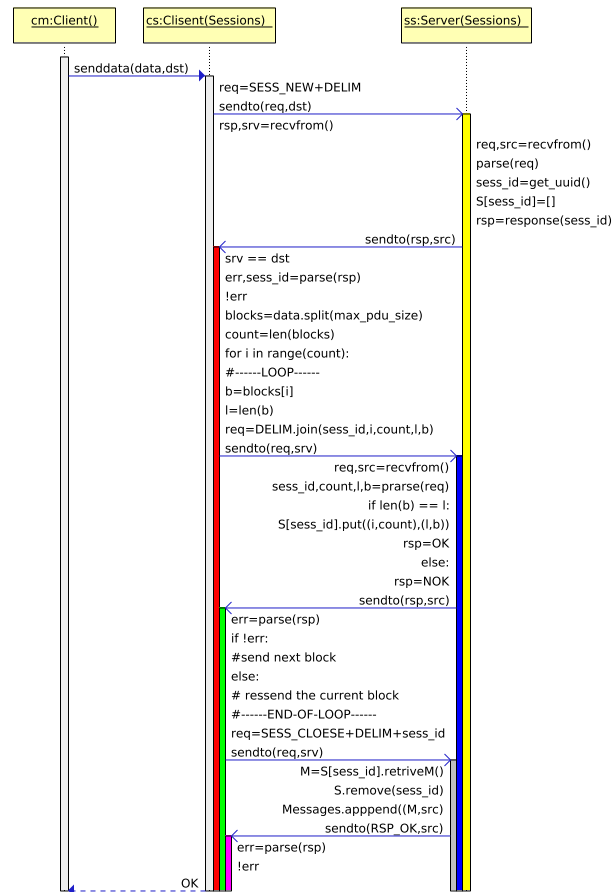 cm:Client()
cs:Clisent(Sessions)
ss:Server(Sessions)
senddata(data,dst)
req=SESS_NEW+DELIM
sendto(req,dst)
rsp,srv=recvfrom()
req,src=recvfrom()
parse(req)
sess_id=get_uuid()
S[sess_id]=[]
rsp=response(sess_id)
sendto(rsp,src)
srv == dst
err,sess_id=parse(rsp)
!err
blocks=data.split(max_pdu_size)
count=len(blocks)
for i in range(count):
#------LOOP------
b=blocks[i]
l=len(b)
req=DELIM.join(sess_id,i,count,l,b)
sendto(req,srv)
req,src=recvfrom()
sess_id,count,l,b=prarse(req)
if len(b) == l:
S[sess_id].put((i,count),(l,b))
rsp=OK
else:
rsp=NOK
sendto(rsp,src)
err=parse(rsp)
if !err:
#send next block
else:
# ressend the current block
#------END-OF-LOOP------
req=SESS_CLOESE+DELIM+sess_id
sendto(req,srv)
M=S[sess_id].retriveM()
S.remove(sess_id)
Messages.apppend((M,src)
sendto(RSP_OK,src)
err=parse(rsp)
!err
OK